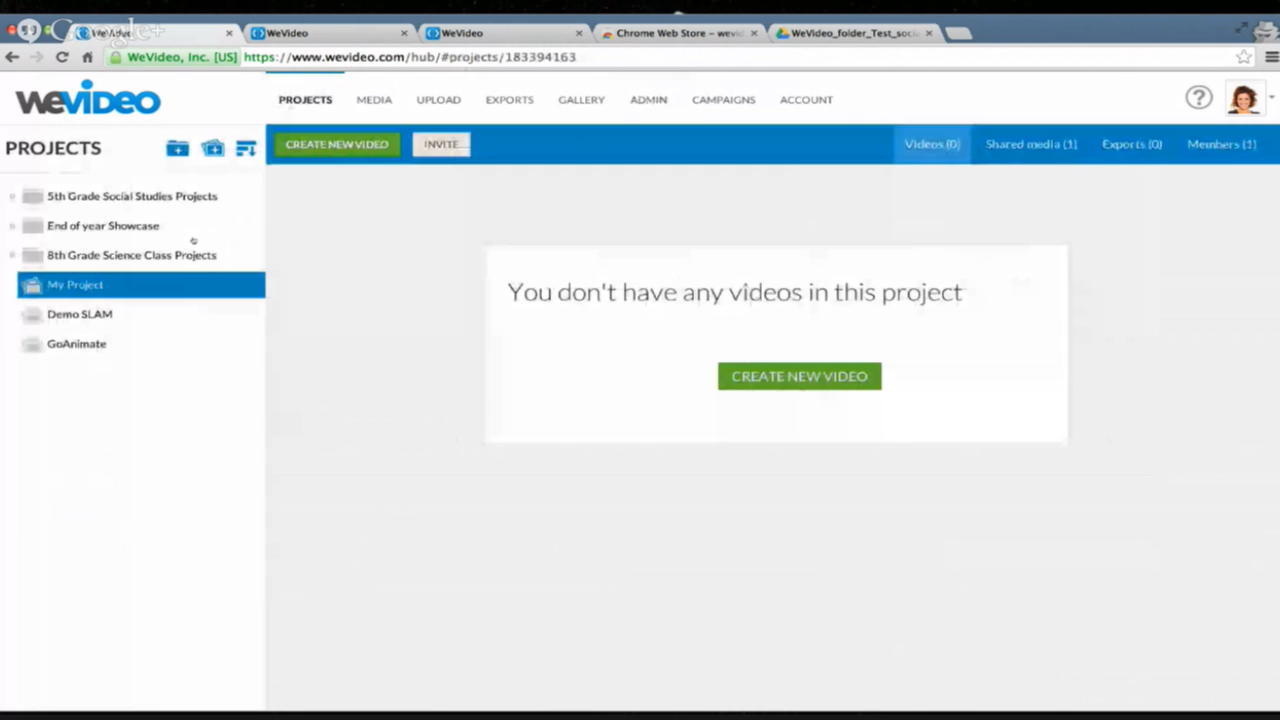 Google+
WeVideo
WeVideo
Chrome Web Store – wevid
WeVideo_folder_Test_soci
WeVideo, Inc. [US] https://www.wevideo.com/hub/#projects/183394163
WEVIDEO
PROJECTS MEDIA UPLOAD EXPORTS GALLERY ADMIN CAMPAIGNS ACCOUNT ?
PROJECTS
CREATE NEW VIDEO INVITE Videos (0) Shared media (1) Exports (0) Members (1)
5th Grade Social Studies Projects
End of year Showcase
8th Grade Science Class Projects
My Project
Demo SLAM
GoAnimate
You don't have any videos in this project
CREATE NEW VIDEO